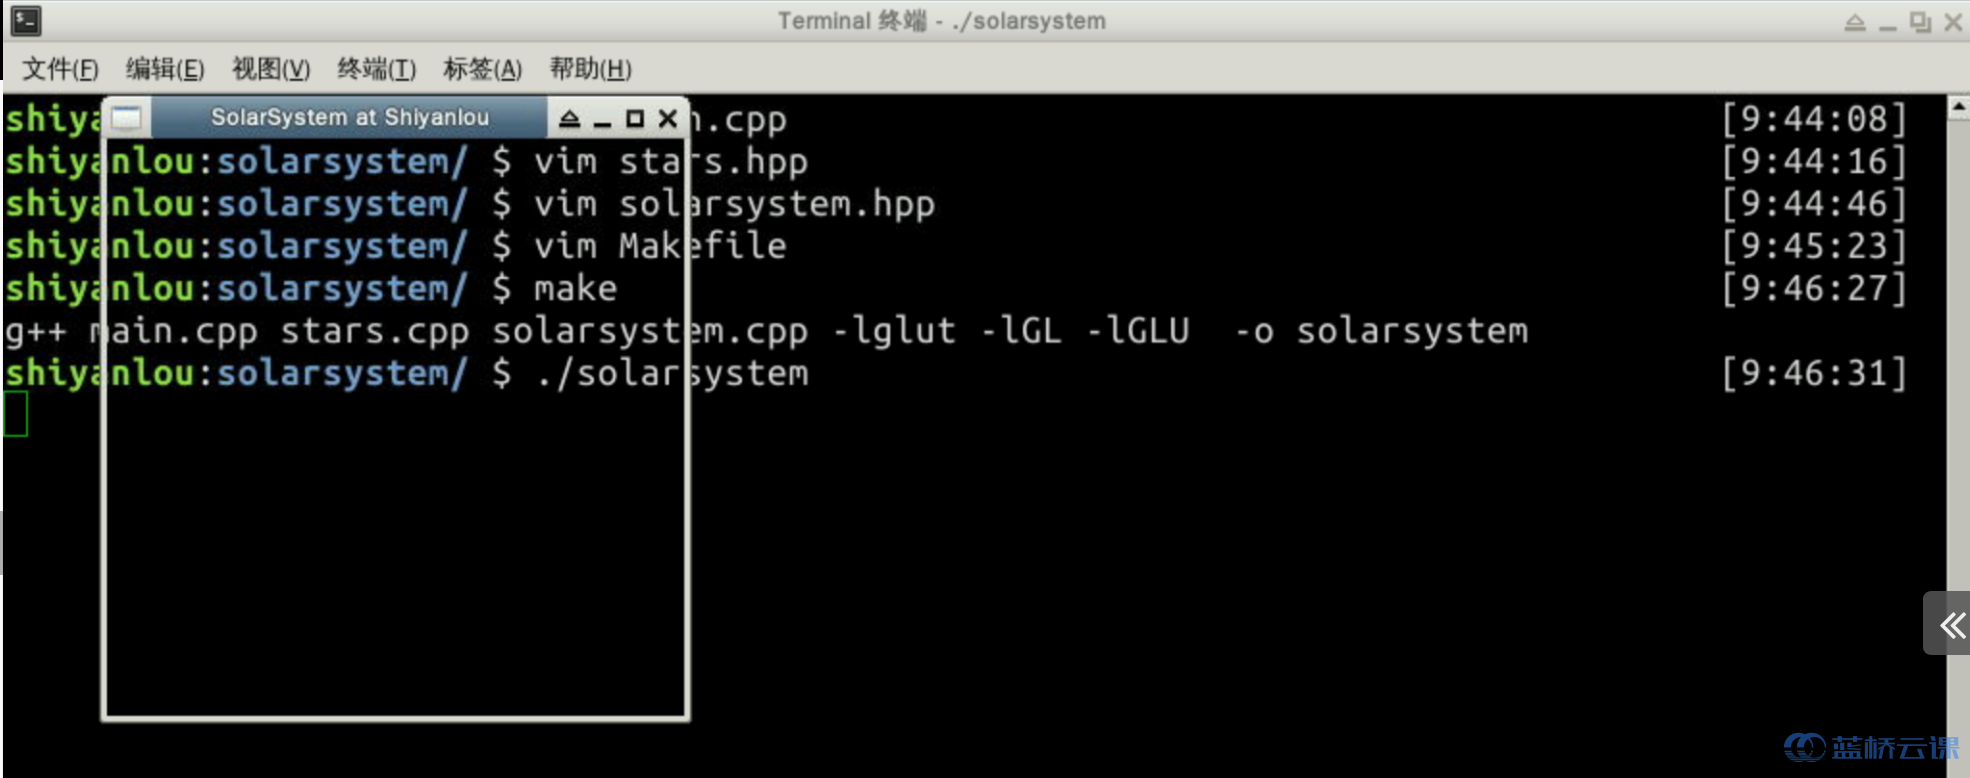 Terminal 终端 - ./solarsystem
文件(F) 编辑(E) 视图(V) 终端(T) 标签(A) 帮助(H)
SolarSystem at Shiyanlou
shiya n.cpp [9:44:08]
shiyanlou:solarsystem/ $ vim stars.hpp [9:44:16]
shiyanlou:solarsystem/ $ vim solarsystem.hpp [9:44:46]
shiyanlou:solarsystem/ $ vim Makefile [9:45:23]
shiyanlou:solarsystem/ $ make [9:46:27]
g++ main.cpp stars.cpp solarsystem.cpp -lglut -lGL -lGLU  -o solarsystem
shiyanlou:solarsystem/ $ ./solarsystem [9:46:31]
蓝桥云课